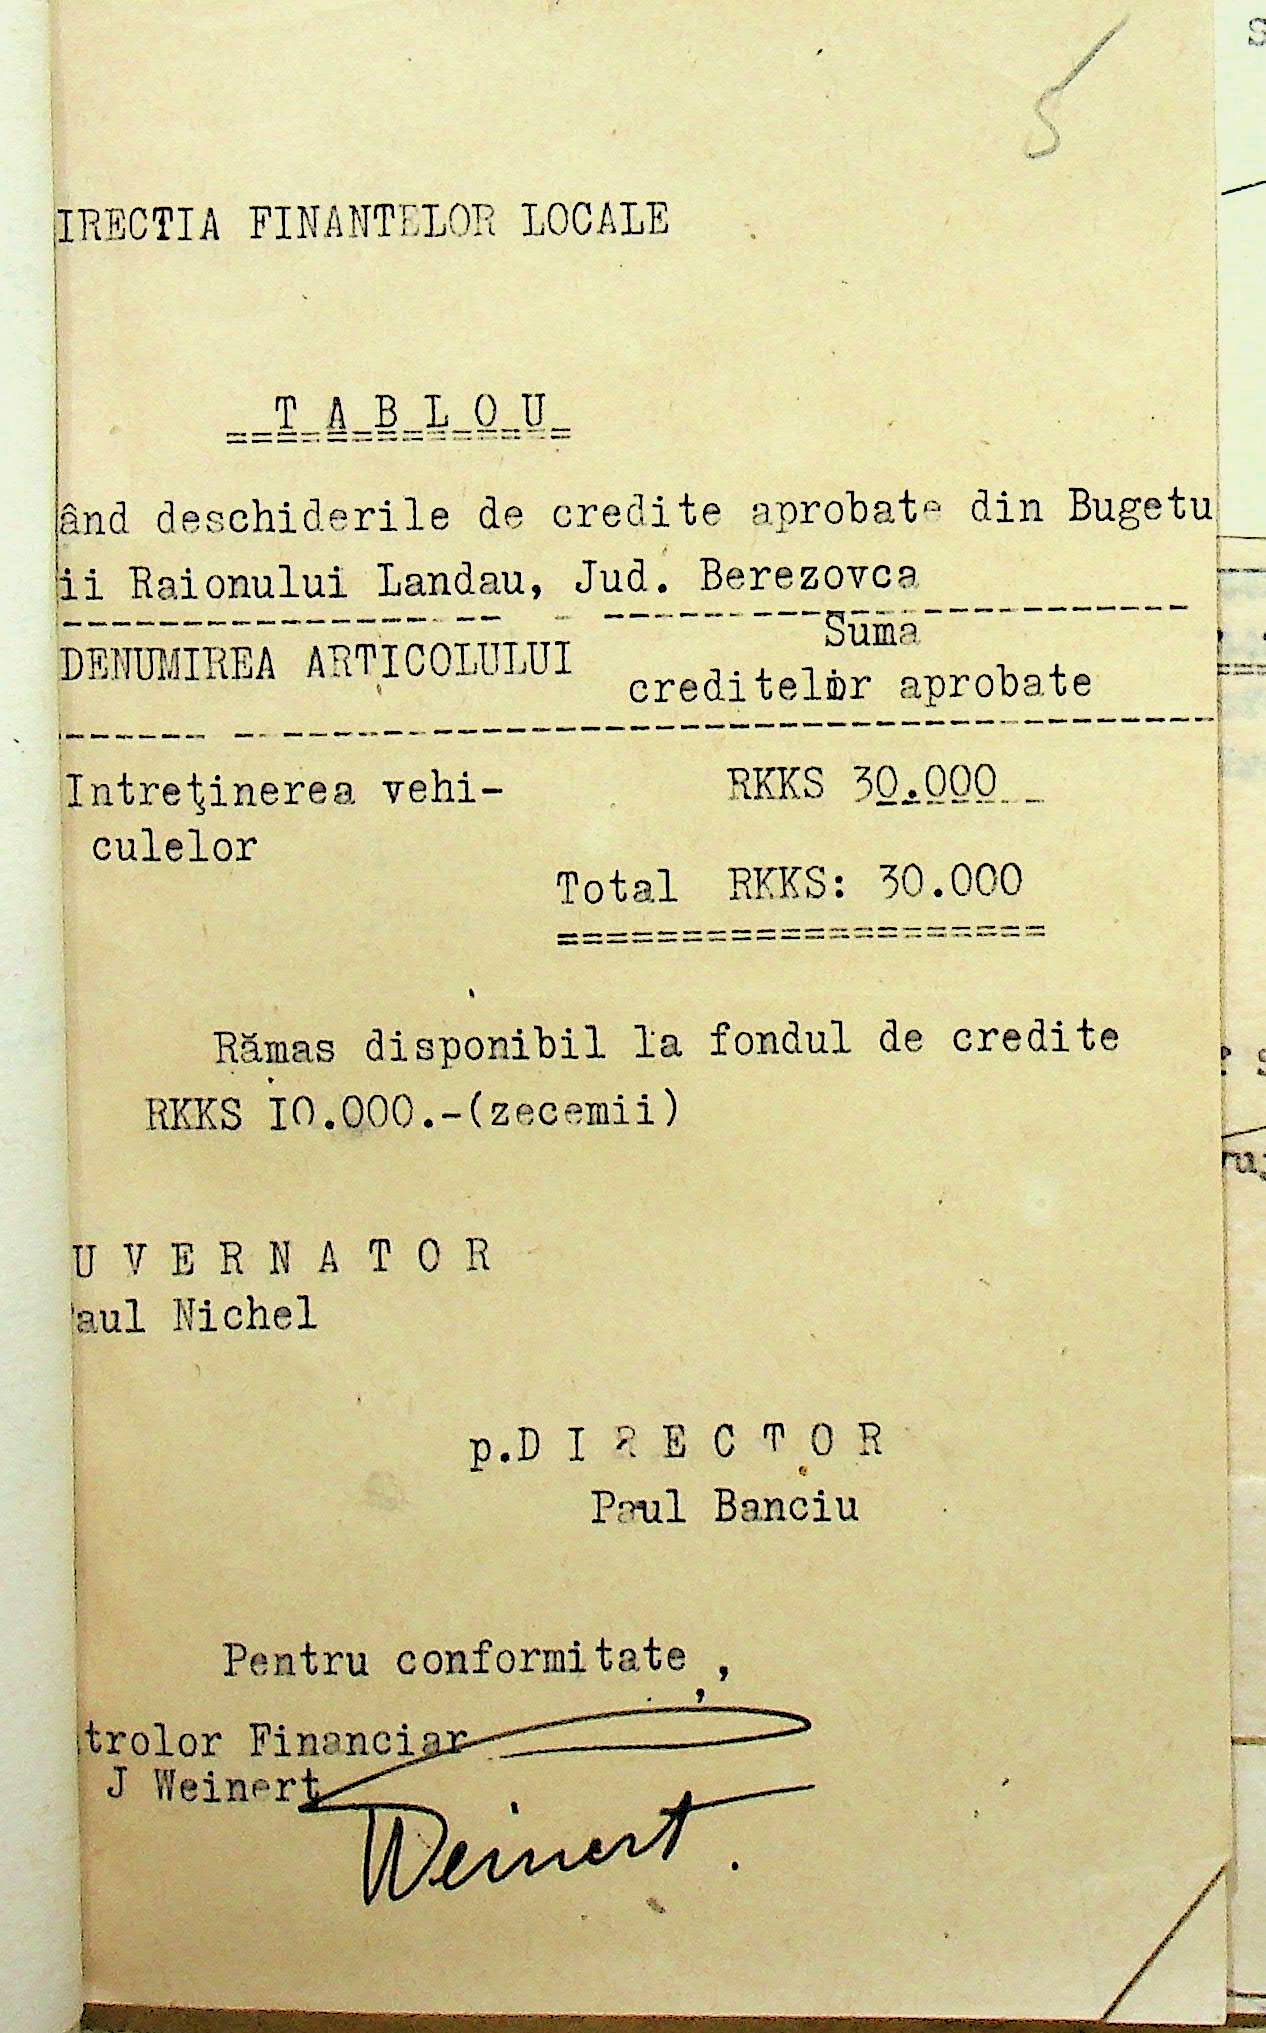 5
IRECTIA FINANTELOR LOCALE
T A B L O U
ând deschiderile de credite aprobate din Bugetu
ii Raionului Landau, Jud. Berezovca
DENUMIREA ARTICOLULUI
Suma
creditelor aprobate
Intreţinerea vehi-
culelor
RKKS 30.000
Total RKKS: 30.000
Rămas disponibil la fondul de credite
RKKS I0.000.-(zecemii)
U V E R N A T O R
Paul Nichel
p.D I R E C T O R
Paul Banciu
Pentru conformitate,
trolor Financiar
J Weinert
Weinert.